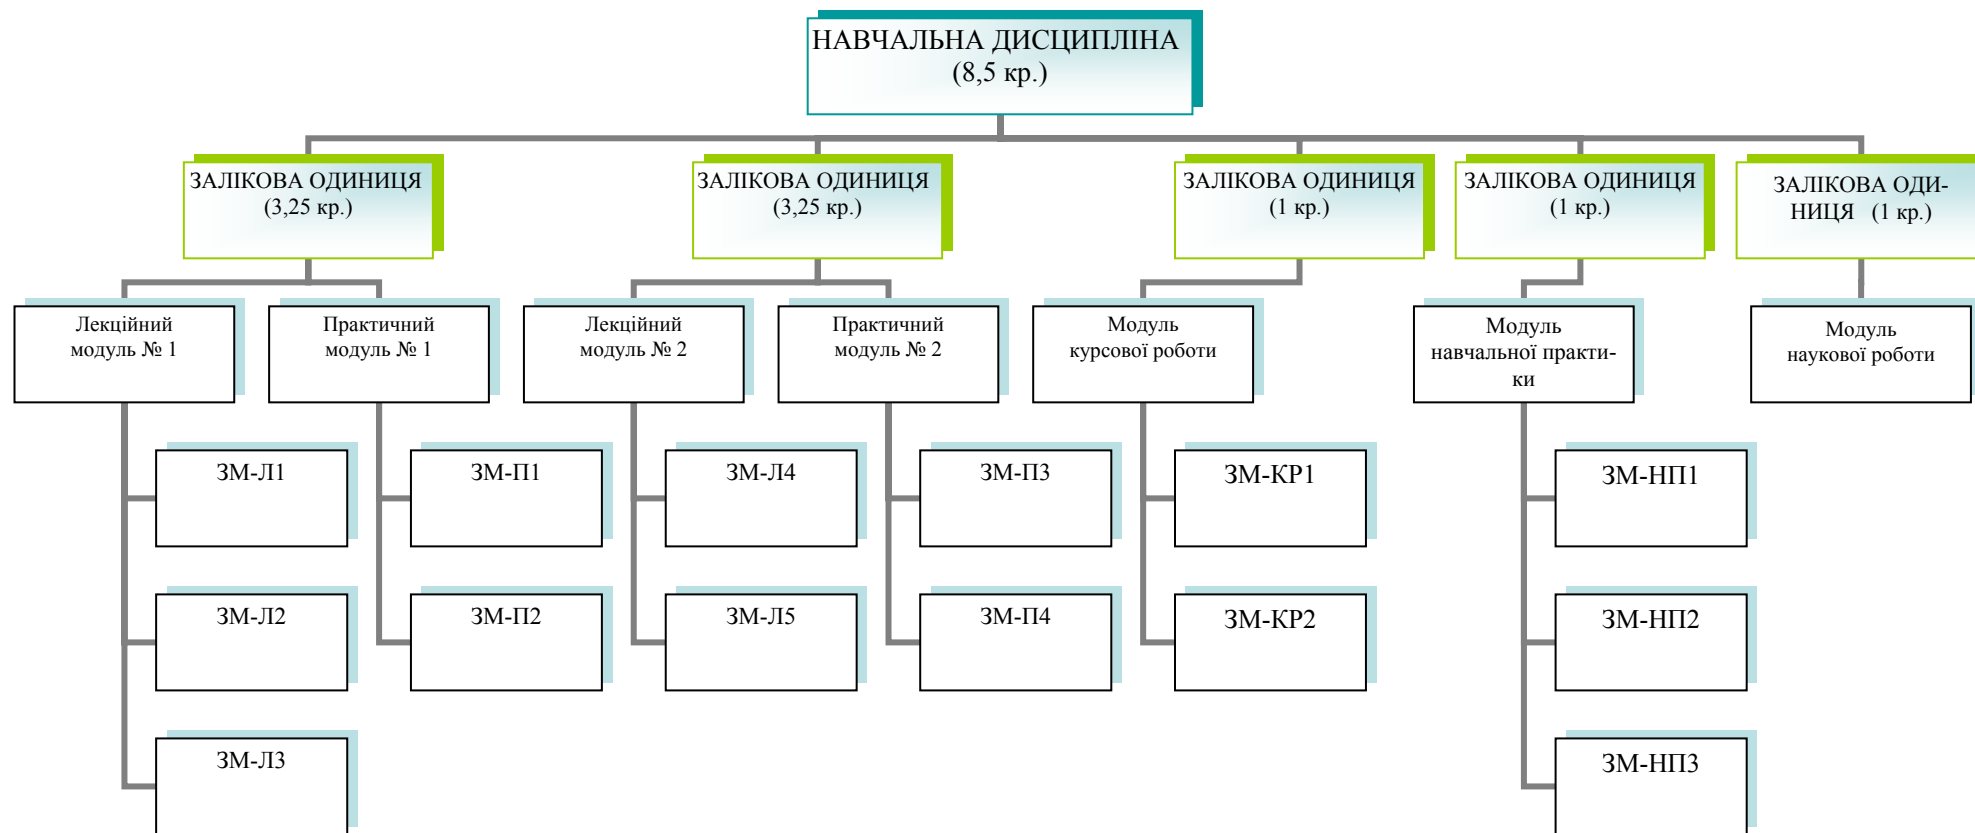 НАВЧАЛЬНА ДИСЦИПЛІНА
(8,5 кр.)
ЗАЛІКОВА ОДИНИЦЯ
(3,25 кр.)
ЗАЛІКОВА ОДИНИЦЯ
(3,25 кр.)
ЗАЛІКОВА ОДИНИЦЯ
(1 кр.)
ЗАЛІКОВА ОДИНИЦЯ
(1 кр.)
ЗАЛІКОВА ОДИ-
НИЦЯ (1 кр.)
Лекційний
модуль № 1
Практичний
модуль № 1
Лекційний
модуль № 2
Практичний
модуль № 2
Модуль
курсової роботи
Модуль
навчальної практи-
ки
Модуль
наукової роботи
ЗМ-Л1
ЗМ-П1
ЗМ-Л4
ЗМ-П3
ЗМ-КР1
ЗМ-НП1
ЗМ-Л2
ЗМ-П2
ЗМ-Л5
ЗМ-П4
ЗМ-КР2
ЗМ-НП2
ЗМ-Л3
ЗМ-НП3